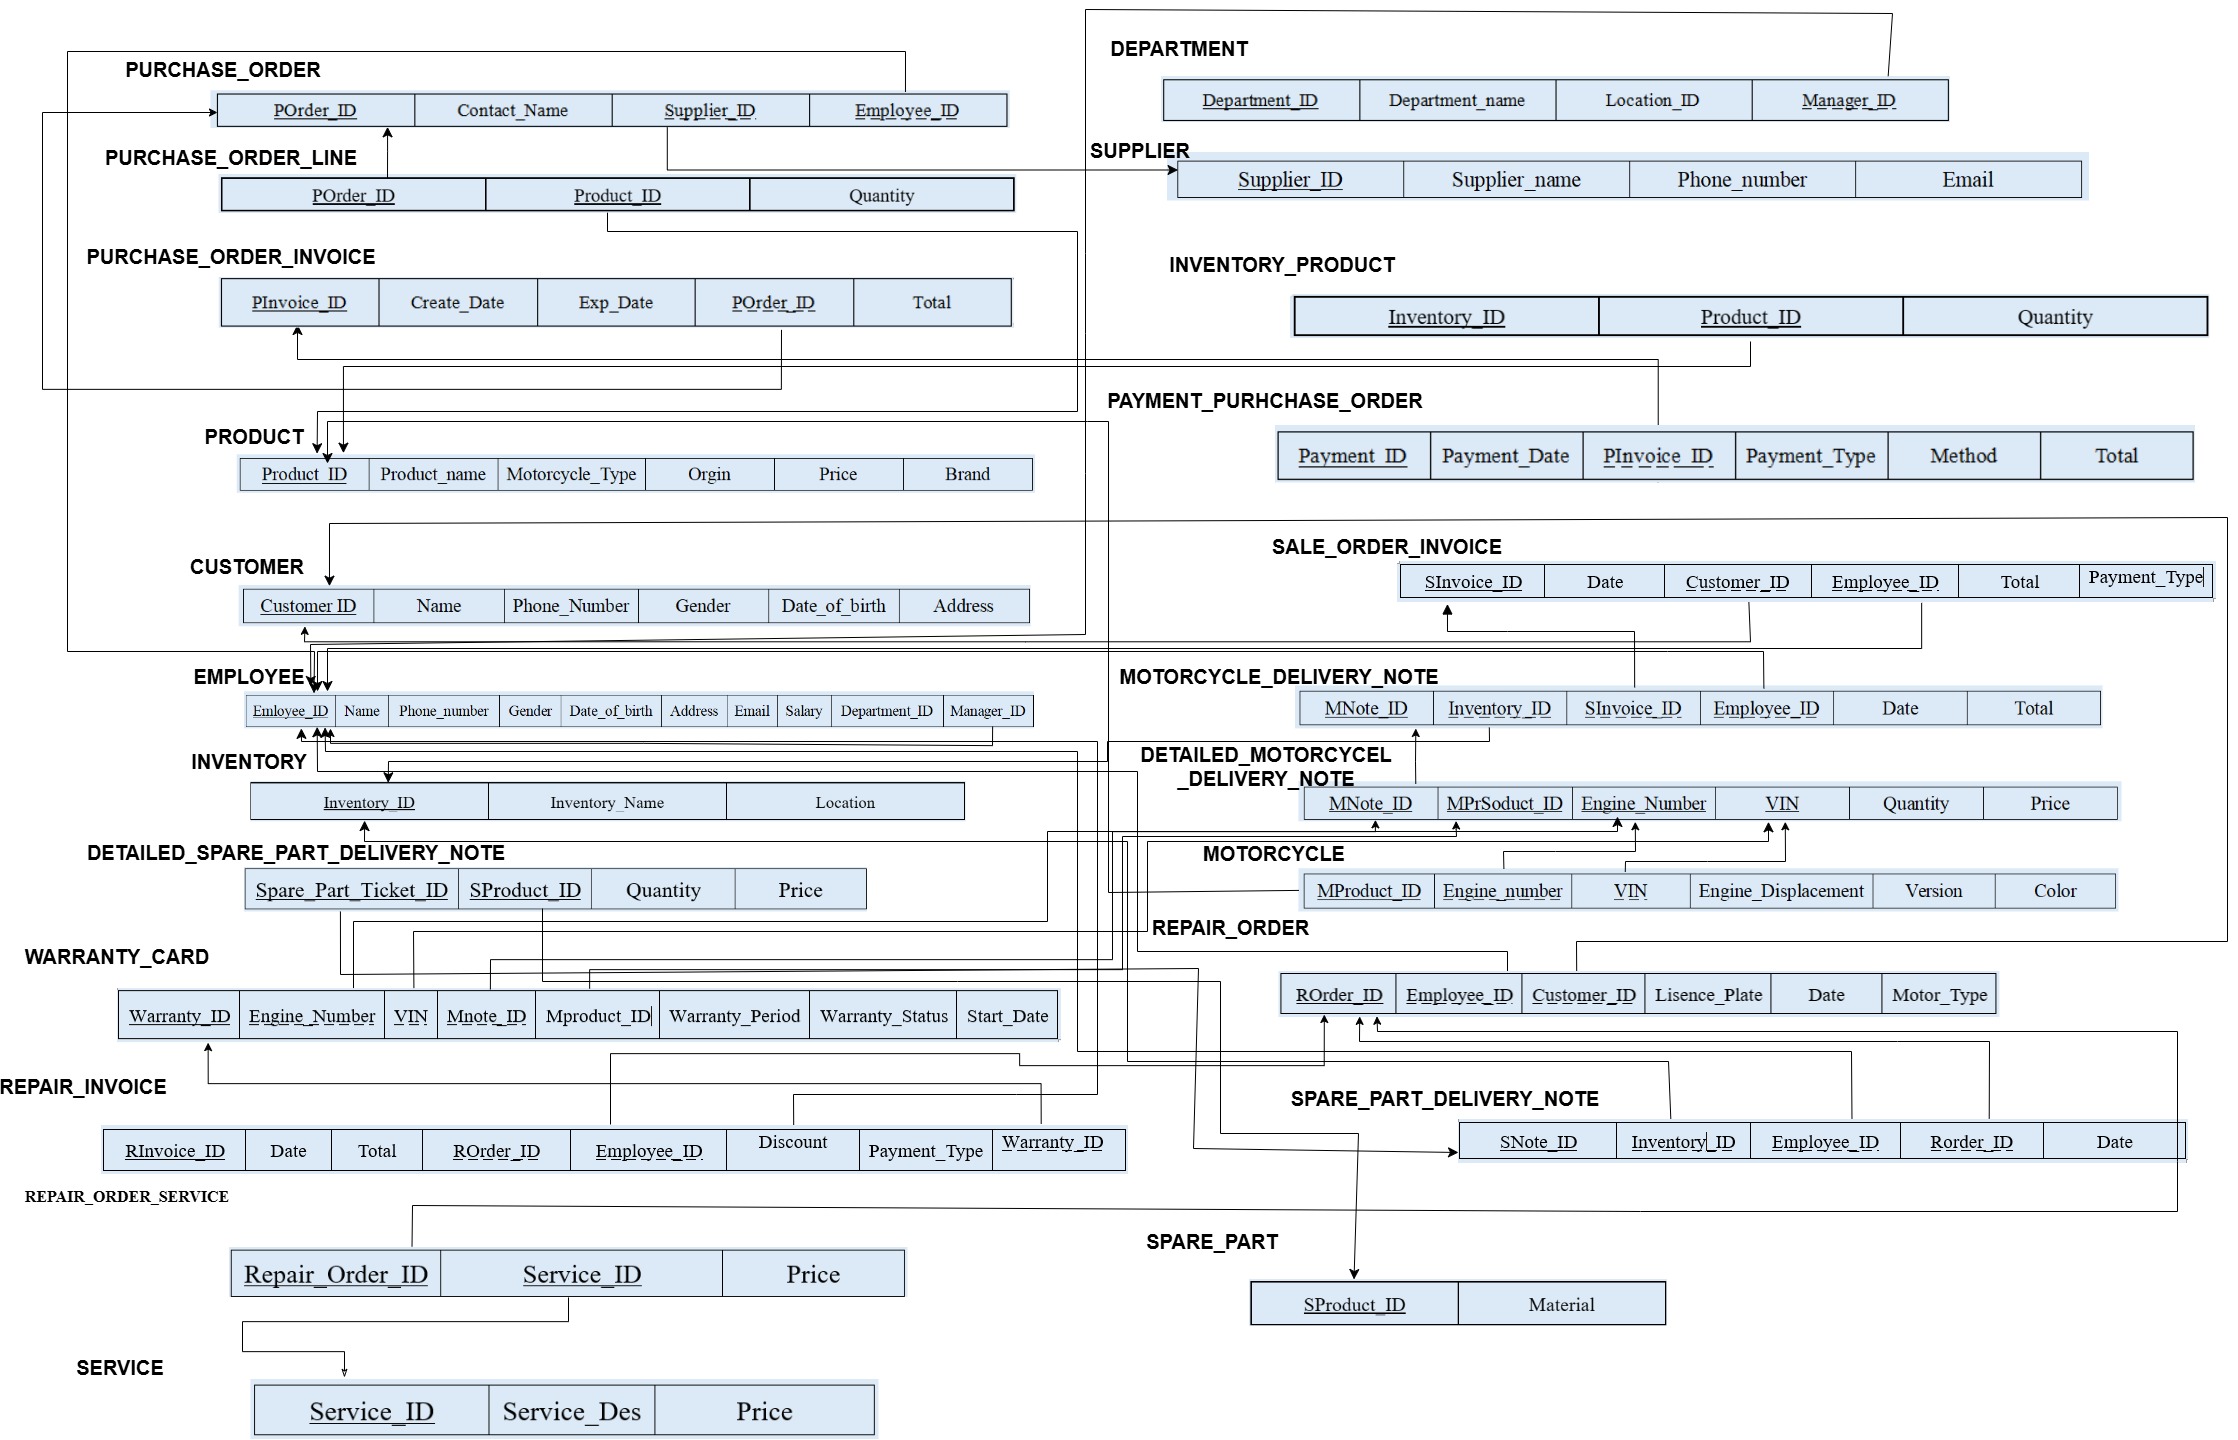 DEPARTMENT
Department_ID Department_name Location_ID Manager_ID
PURCHASE_ORDER
POrder_ID Contact_Name Supplier_ID Employee_ID
SUPPLIER
Supplier_ID Supplier_name Phone_number Email
PURCHASE_ORDER_LINE
POrder_ID Product_ID Quantity
PURCHASE_ORDER_INVOICE
PInvoice_ID Create_Date Exp_Date POrder_ID Total
INVENTORY_PRODUCT
Inventory_ID Product_ID Quantity
PAYMENT_PURHCHASE_ORDER
Payment_ID Payment_Date PInvoice_ID Payment_Type Method Total
PRODUCT
Product_ID Product_name Motorcycle_Type Orgin Price Brand
SALE_ORDER_INVOICE
SInvoice_ID Date Customer_ID Employee_ID Total Payment_Type
CUSTOMER
Customer ID Name Phone_Number Gender Date_of_birth Address
EMPLOYEE
Emloyee_ID Name Phone_number Gender Date_of_birth Address Email Salary Department_ID Manager_ID
MOTORCYCLE_DELIVERY_NOTE
MNote_ID Inventory_ID SInvoice_ID Employee_ID Date Total
INVENTORY
Inventory_ID Inventory_Name Location
DETAILED_MOTORCYCEL
_DELIVERY_NOTE
MNote_ID MPrSoduct_ID Engine_Number VIN Quantity Price
DETAILED_SPARE_PART_DELIVERY_NOTE
Spare_Part_Ticket_ID SProduct_ID Quantity Price
MOTORCYCLE
MProduct_ID Engine_number VIN Engine_Displacement Version Color
WARRANTY_CARD
Warranty_ID Engine_Number VIN Mnote_ID Mproduct_ID Warranty_Period Warranty_Status Start_Date
REPAIR_ORDER
ROrder_ID Employee_ID Customer_ID Lisence_Plate Date Motor_Type
REPAIR_INVOICE
RInvoice_ID Date Total ROrder_ID Employee_ID Discount Payment_Type Warranty_ID
SPARE_PART_DELIVERY_NOTE
SNote_ID Inventory_ID Employee_ID Rorder_ID Date
REPAIR_ORDER_SERVICE
Repair_Order_ID Service_ID Price
SPARE_PART
SProduct_ID Material
SERVICE
Service_ID Service_Des Price